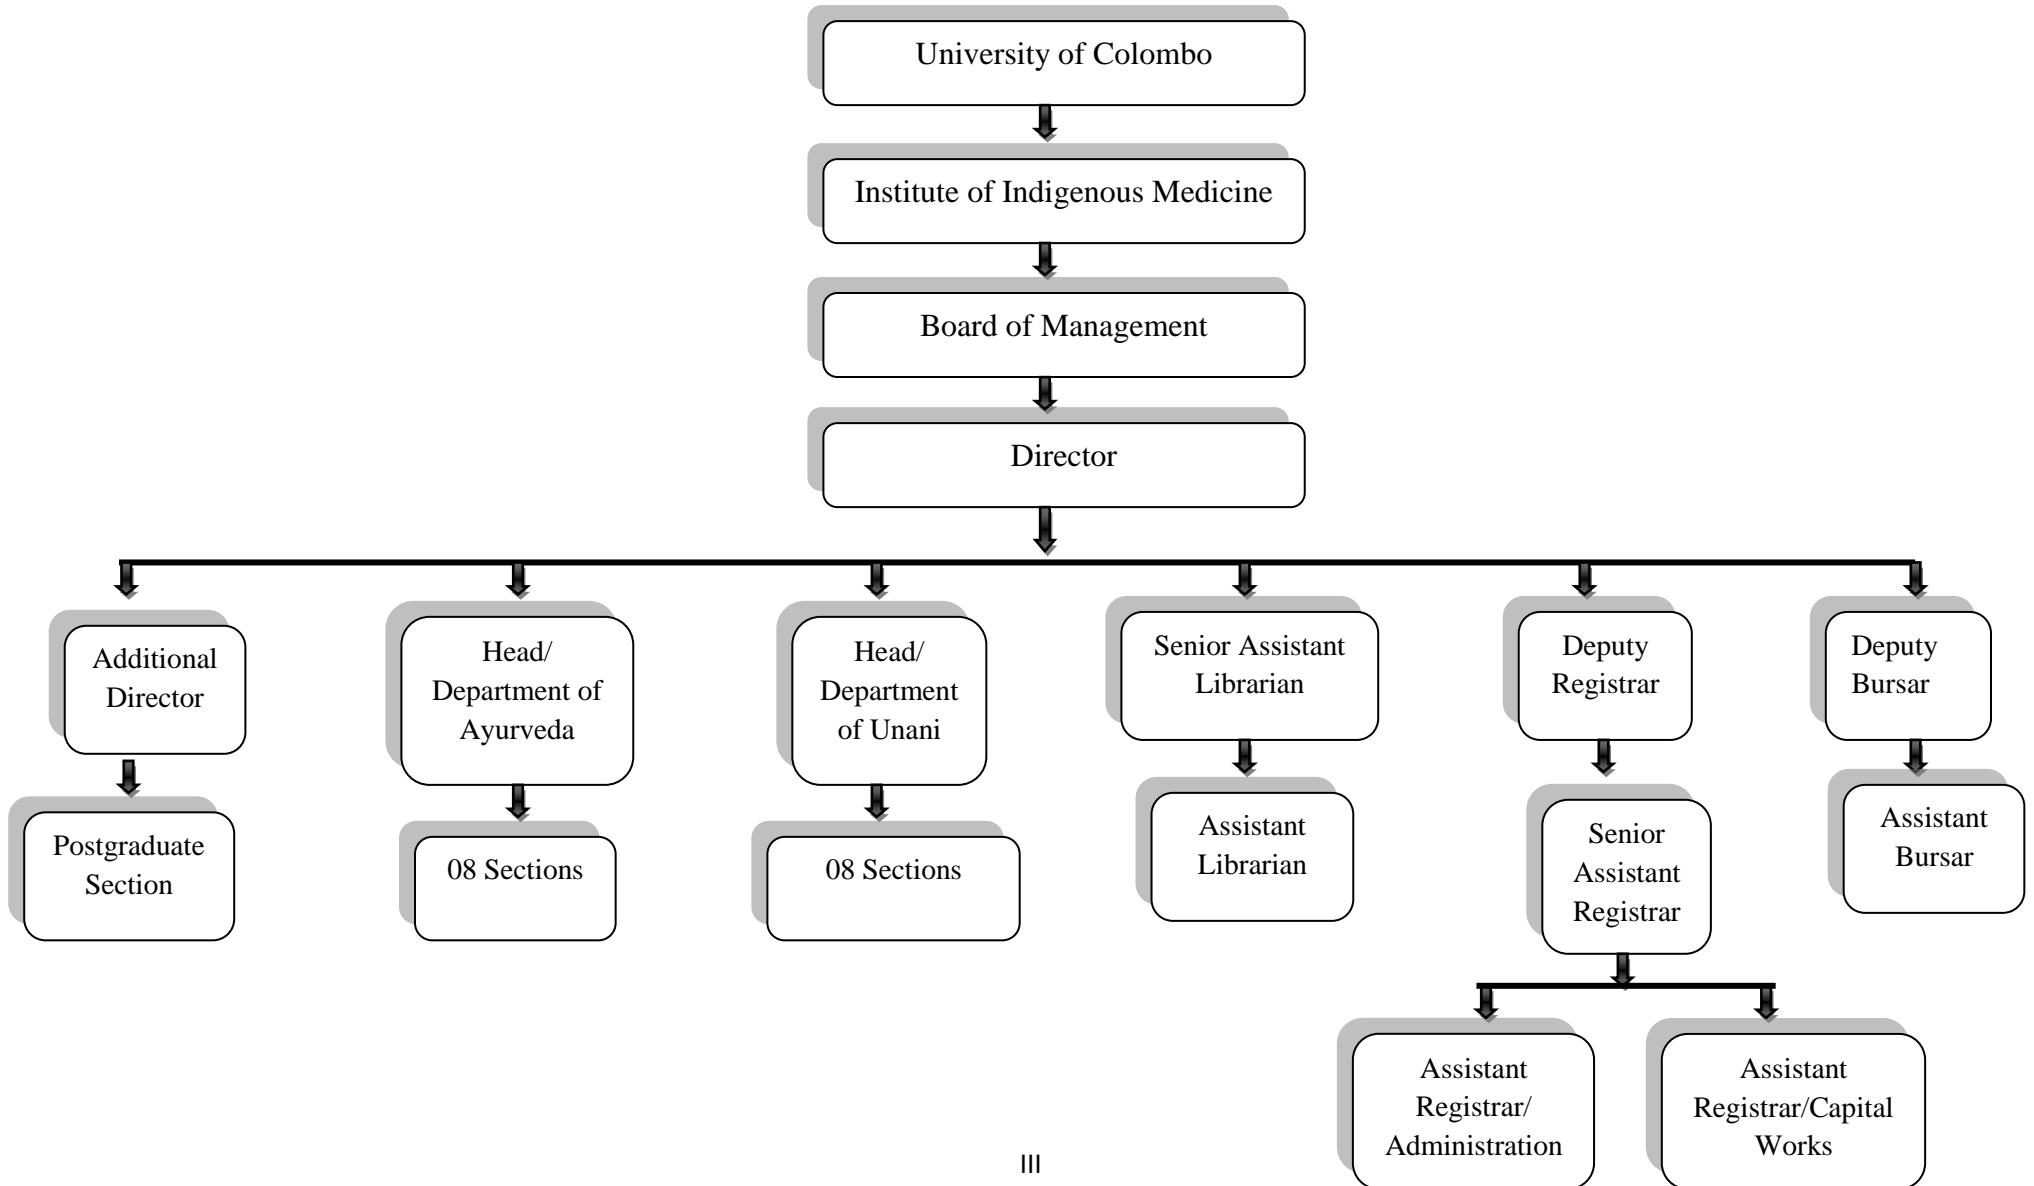 University of Colombo
Institute of Indigenous Medicine
Board of Management
Director
Additional
Director
Head/
Department of
Ayurveda
Head/
Department
of Unani
Senior Assistant
Librarian
Deputy
Registrar
Deputy
Bursar
Postgraduate
Section
08 Sections
08 Sections
Assistant
Librarian
Senior
Assistant
Registrar
Assistant
Bursar
Assistant
Registrar/
Administration
Assistant
Registrar/Capital
Works
III